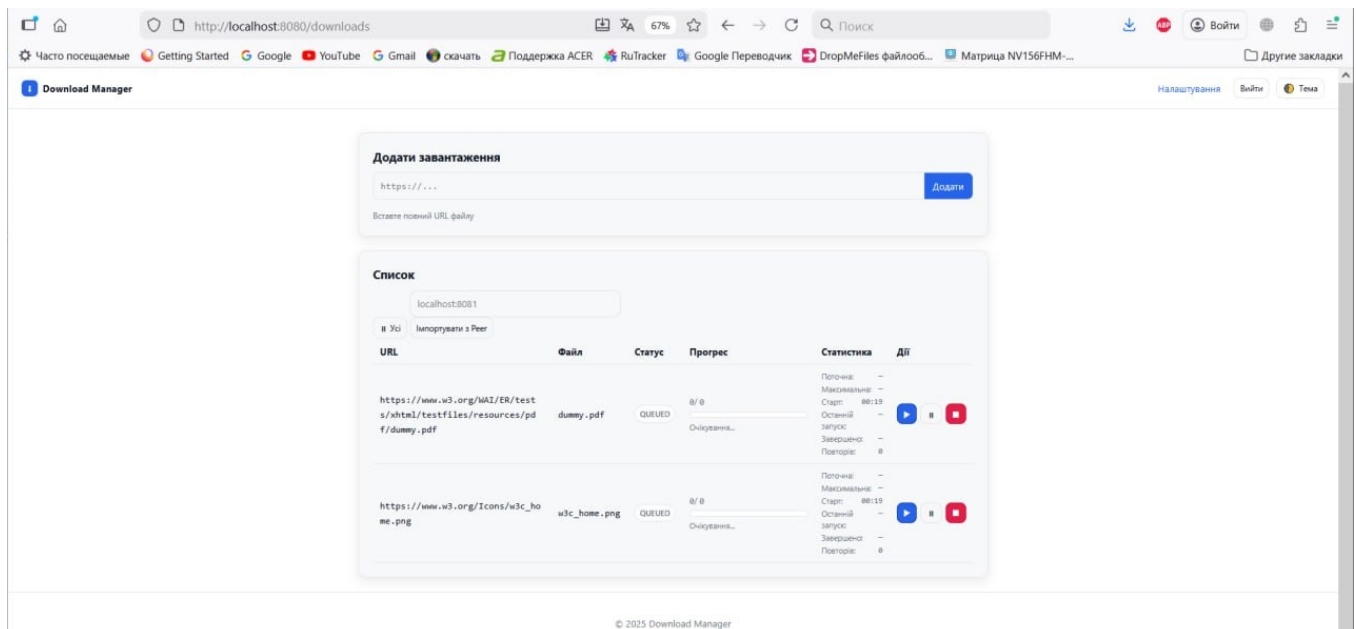 http://localhost:8080/downloads
67%
Поиск
ABP
Войти
Часто посещаемые
Getting Started
G Google
YouTube
G Gmail
скачать
Поддержка ACER
RuTracker
Google Переводчик
DropMeFiles файлооб...
Матрица NV156FHM-...
Другие закладки
Download Manager
Налаштування
Вийти
Тема
Додати завантаження
https://...
Додати
Вставте повний URL файлу
Список
localhost:8081
Усі
Імпортувати з Peer
URL Файл Статус Прогрес Статистика Дії
https://www.w3.org/WAI/ER/test
s/xhtml/testfiles/resources/pd
f/dummy.pdf
dummy.pdf
QUEUED
0/0
Очікування…
Поточна: —
Максимальна: —
Старт: 00:19
Останній —
запуск:
Завершено: —
Повторів: 0
https://www.w3.org/Icons/w3c_ho
me.png
w3c_home.png
QUEUED
0/0
Очікування…
Поточна: —
Максимальна: —
Старт: 00:19
Останній —
запуск:
Завершено: —
Повторів: 0
© 2025 Download Manager